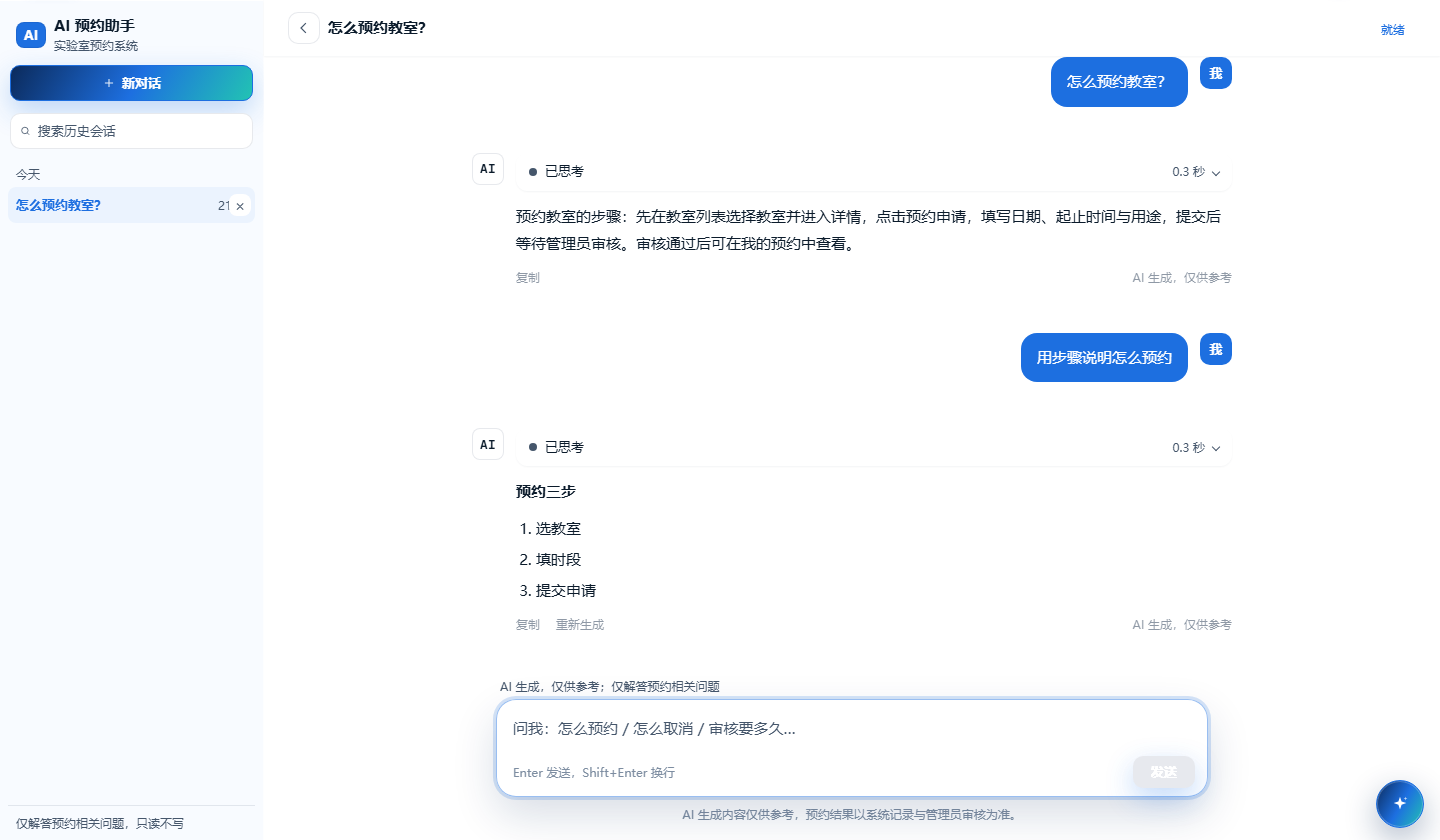 AI
AI 预约助手
实验室预约系统
+ 新对话
搜索历史会话
今天
怎么预约教室?
21 ×
仅解答预约相关问题，只读不写
怎么预约教室?
就绪
怎么预约教室?
我
AI
已思考
0.3 秒
预约教室的步骤：先在教室列表选择教室并进入详情，点击预约申请，填写日期、起止时间与用途，提交后
等待管理员审核。审核通过后可在我的预约中查看。
复制
AI 生成，仅供参考
用步骤说明怎么预约
我
AI
已思考
0.3 秒
预约三步
1. 选教室
2. 填时段
3. 提交申请
复制 重新生成
AI 生成，仅供参考
AI 生成，仅供参考；仅解答预约相关问题
问我：怎么预约 / 怎么取消 / 审核要多久...
Enter 发送，Shift+Enter 换行
发送
AI 生成内容仅供参考，预约结果以系统记录与管理员审核为准。